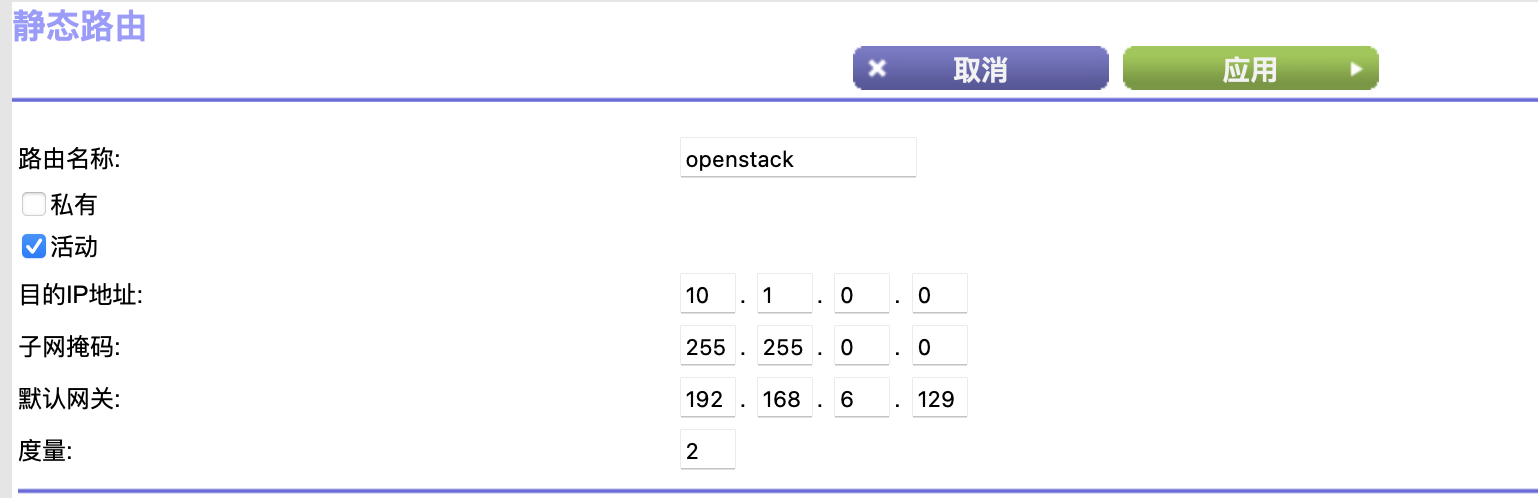 静态路由
取消 应用
路由名称: openstack
私有
活动
目的IP地址: 10 . 1 . 0 . 0
子网掩码: 255 . 255 . 0 . 0
默认网关: 192 . 168 . 6 . 129
度量: 2